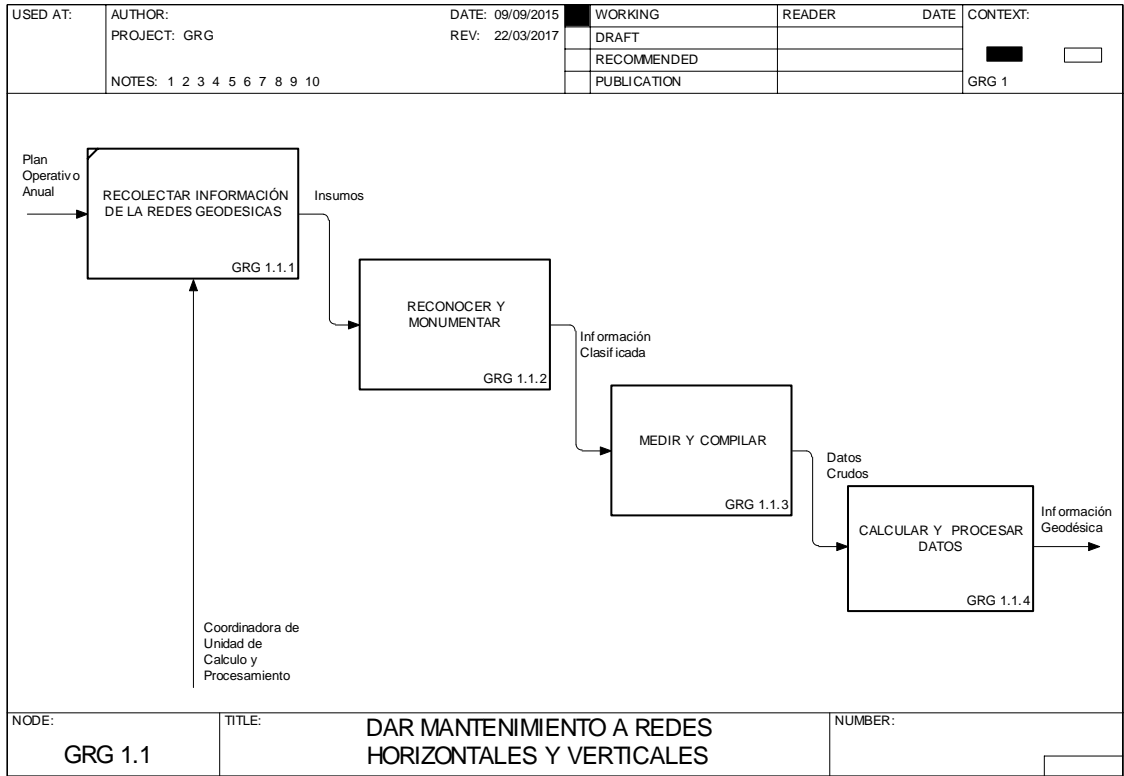 USED AT:
AUTHOR:
DATE: 09/09/2015
PROJECT: GRG
REV: 22/03/2017
NOTES: 1 2 3 4 5 6 7 8 9 10
WORKING
DRAFT
RECOMMENDED
PUBLICATION
READER
DATE
CONTEXT:
GRG 1
Plan
Operativo
Anual
RECOLECTAR INFORMACIÓN
DE LA REDES GEODESICAS
GRG 1.1.1
Insumos
RECONOCER Y
MONUMENTAR
GRG 1.1.2
Información
Clasificada
MEDIR Y COMPILAR
GRG 1.1.3
Datos
Crudos
CALCULAR Y PROCESAR
DATOS
GRG 1.1.4
Información
Geodésica
Coordinadora de
Unidad de
Calculo y
Procesamiento
NODE:
GRG 1.1
TITLE:
DAR MANTENIMIENTO A REDES
HORIZONTALES Y VERTICALES
NUMBER: